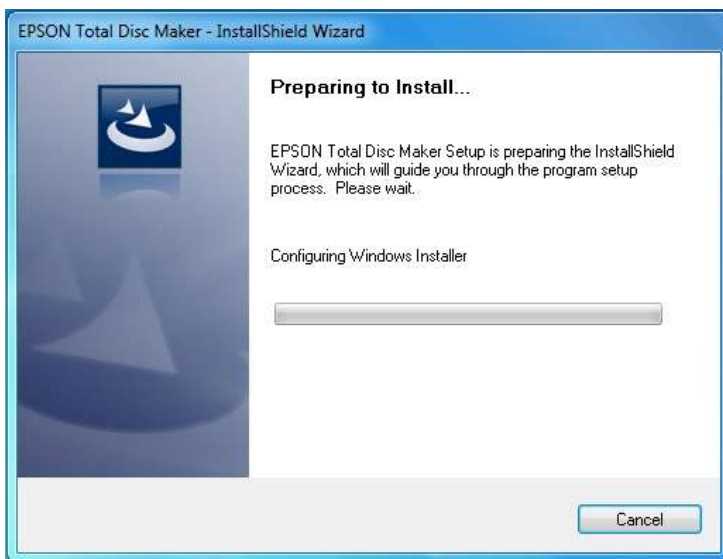 EPSON Total Disc Maker - InstallShield Wizard
Preparing to Install...
EPSON Total Disc Maker Setup is preparing the InstallShield
Wizard, which will guide you through the program setup
process. Please wait.
Configuring Windows Installer
Cancel